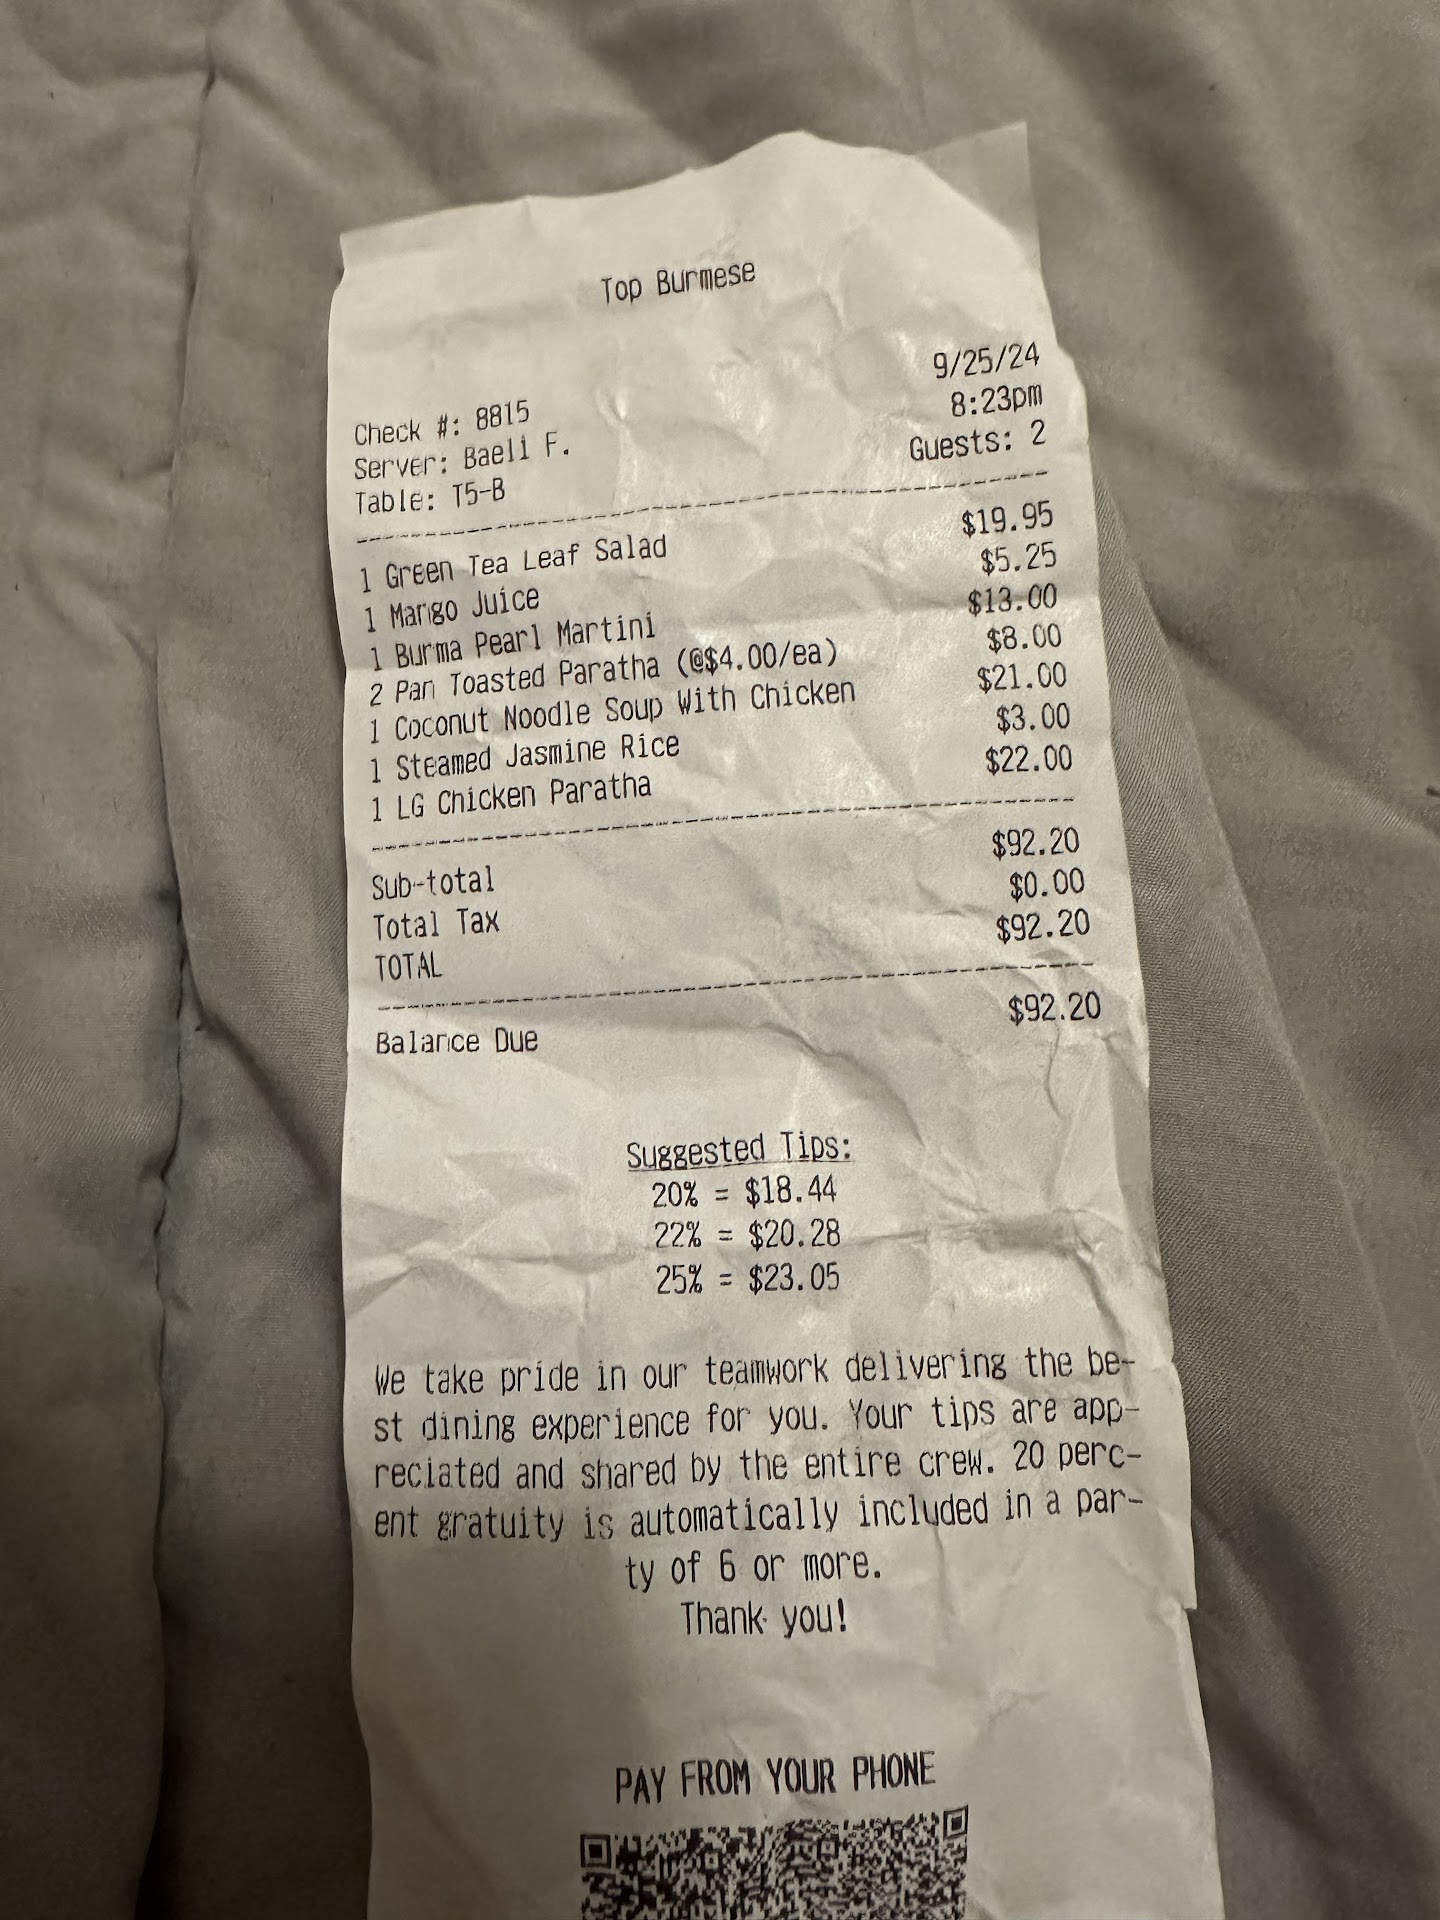 Top Burmese
9/25/24
Check #: 8815 8:23pm
Server: Baeli F. Guests: 2
Table: T5-B
1 Green Tea Leaf Salad $19.95
1 Mango Juice $5.25
1 Burma Pearl Martini $13.00
2 Pan Toasted Paratha (@$4.00/ea) $8.00
1 Coconut Noodle Soup With Chicken $21.00
1 Steamed Jasmine Rice $3.00
1 LG Chicken Paratha $22.00
Sub-total $92.20
Total Tax $0.00
TOTAL $92.20
Balance Due $92.20
Suggested Tips:
20% = $18.44
22% = $20.28
25% = $23.05
We take pride in our teamwork delivering the be-
st dining experience for you. Your tips are app-
reciated and shared by the entire crew. 20 perc-
ent gratuity is automatically included in a par-
ty of 6 or more.
Thank you!
PAY FROM YOUR PHONE